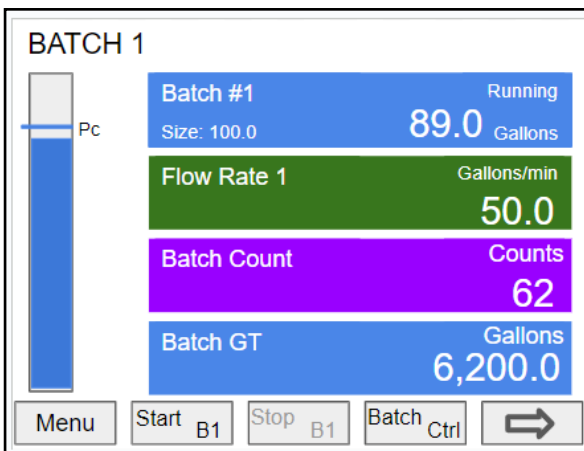 BATCH 1
Pc
Batch #1 Running
Size: 100.0 89.0 Gallons
Flow Rate 1 Gallons/min
50.0
Batch Count Counts
62
Batch GT Gallons
6,200.0
Menu
Start B1
Stop B1
Batch Ctrl